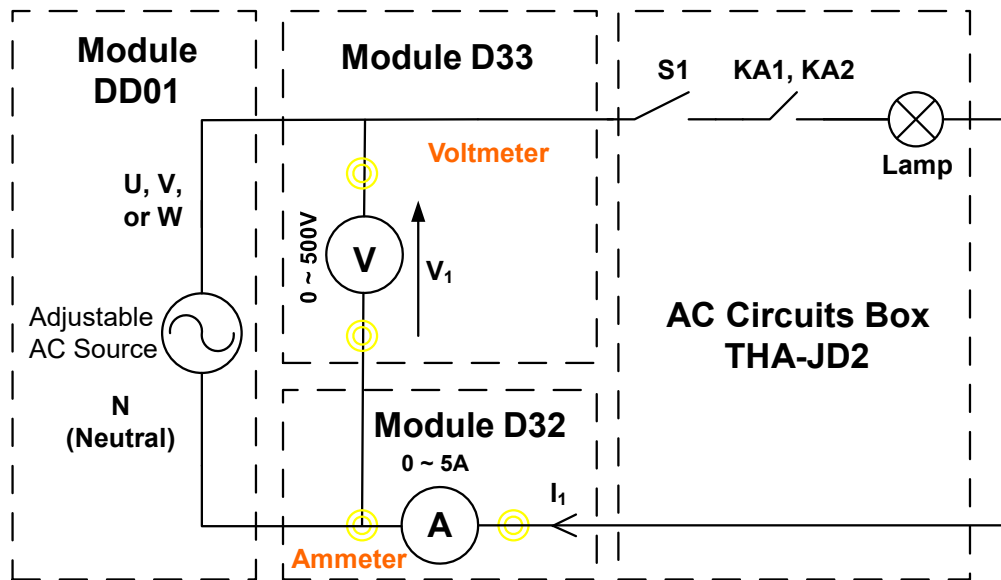 Module
DD01
U, V,
or W
Adjustable
AC Source
N
(Neutral)
Module D33
Voltmeter
0 ~ 500V
V
V₁
Module D32
0 ~ 5A
A
I₁
Ammeter
S1
KA1, KA2
Lamp
AC Circuits Box
THA-JD2